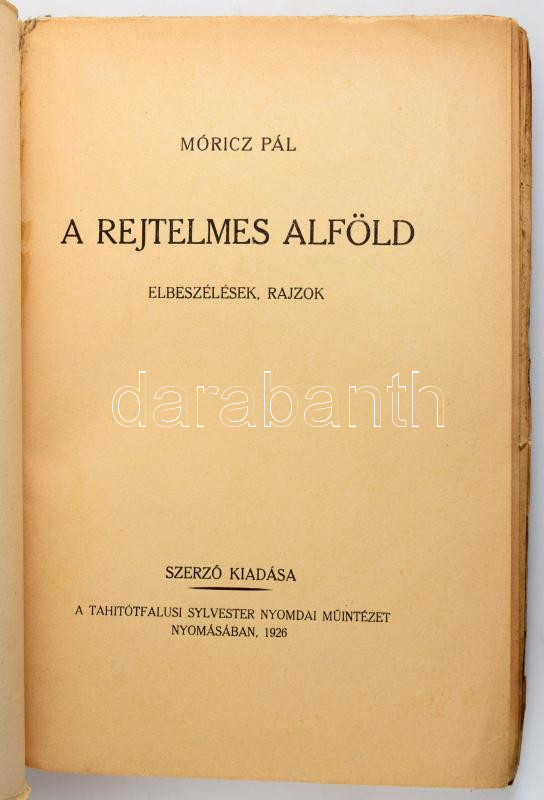 MÓRICZ PÁL
A REJTELMES ALFÖLD
ELBESZÉLÉSEK, RAJZOK
darabanth
SZERZŐ KIADÁSA
A TAHITÓTFALUSI SYLVESTER NYOMDAI MŰINTÉZET
NYOMÁSÁBAN, 1926